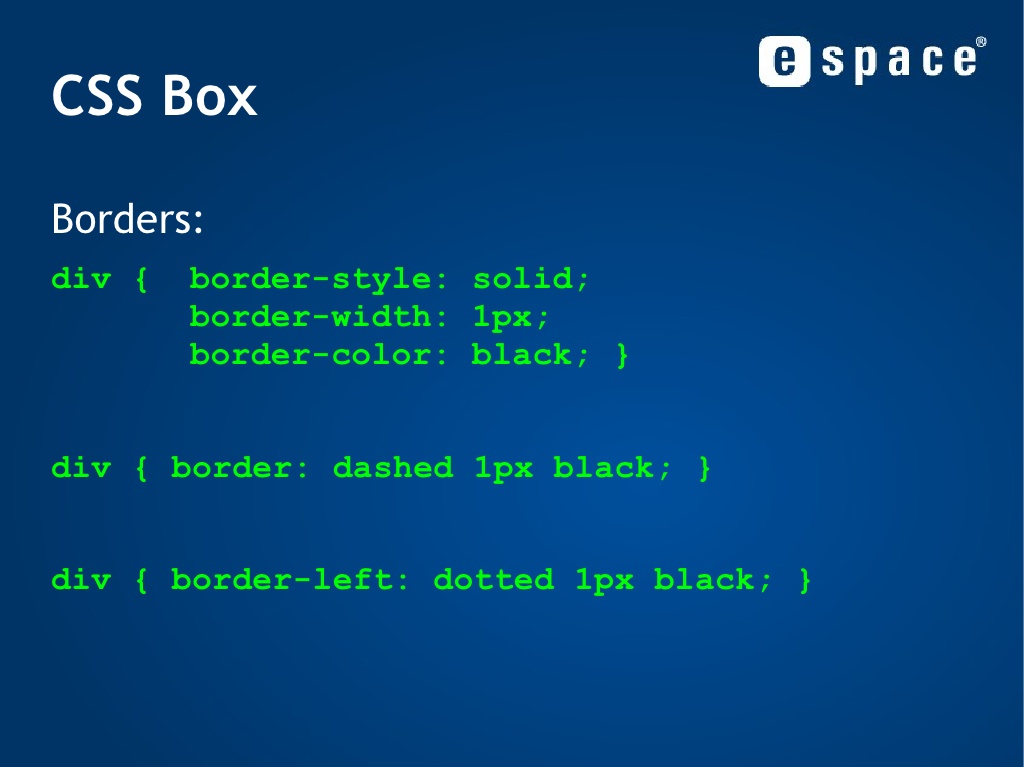 espace®
CSS Box
Borders:
div {  border-style: solid;
       border-width: 1px;
       border-color: black; }
div { border: dashed 1px black; }
div { border-left: dotted 1px black; }